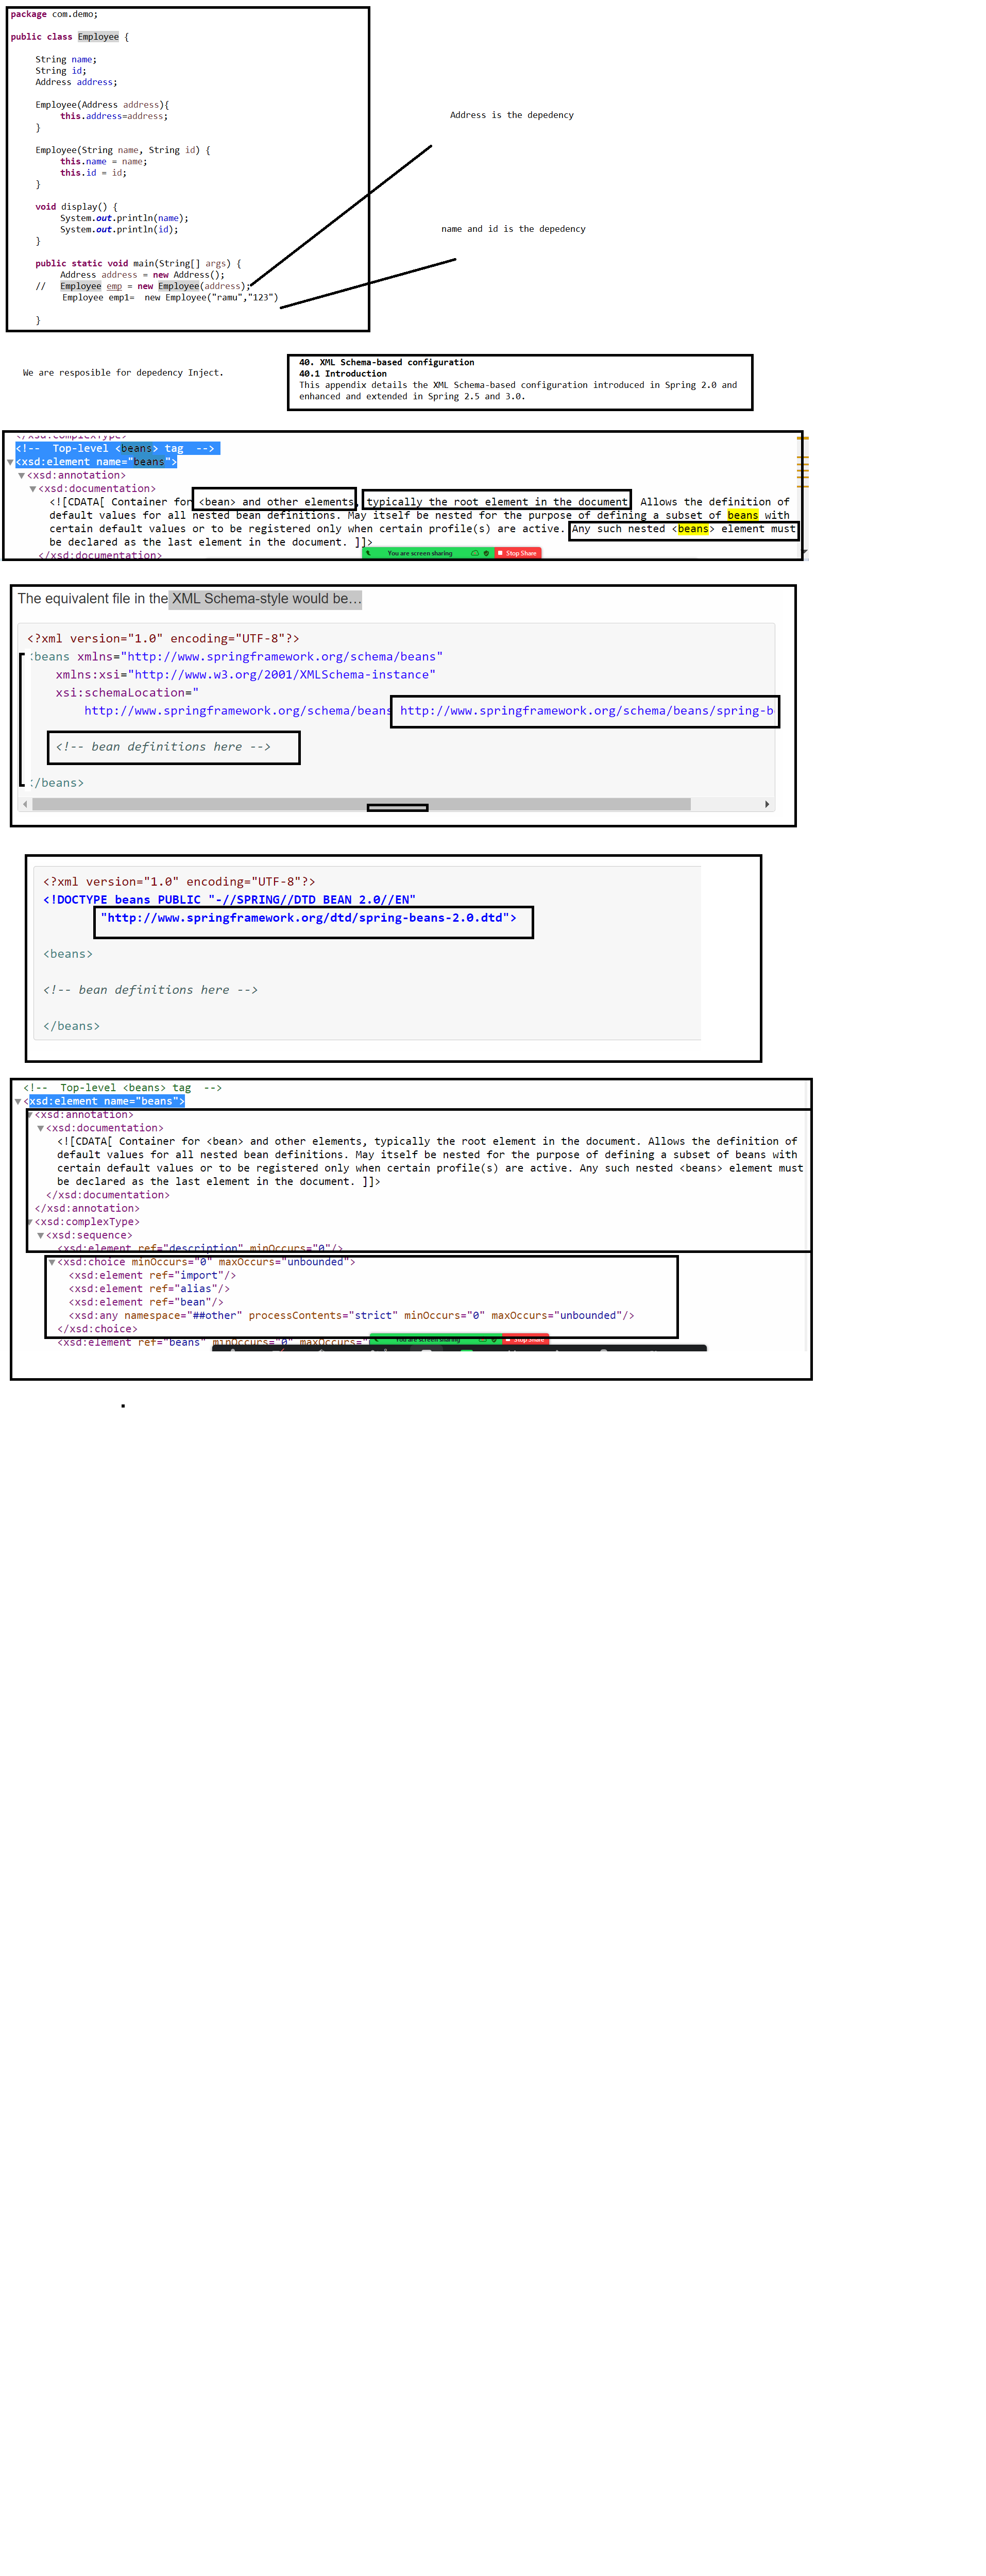 package com.demo;
public class Employee {
String name;
String id;
Address address;
Employee(Address address){
this.address=address;
}
Employee(String name, String id) {
this.name = name;
this.id = id;
}
void display() {
System.out.println(name);
System.out.println(id);
}
public static void main(String[] args) {
Address address = new Address();
// Employee emp = new Employee(address);
Employee emp1= new Employee("ramu","123")
}
Address is the depedency
name and id is the depedency
We are resposible for depedency Inject.
40. XML Schema-based configuration
40.1 Introduction
This appendix details the XML Schema-based configuration introduced in Spring 2.0 and
enhanced and extended in Spring 2.5 and 3.0.
</xsd:complexType>
<!-- Top-level <beans> tag -->
<xsd:element name="beans">
<xsd:annotation>
<xsd:documentation>
<![CDATA[ Container for <bean> and other elements, typically the root element in the document. Allows the definition of
default values for all nested bean definitions. May itself be nested for the purpose of defining a subset of beans with
certain default values or to be registered only when certain profile(s) are active. Any such nested <beans> element must
be declared as the last element in the document. ]]>
</xsd:documentation>
You are screen sharing Stop Share
The equivalent file in the XML Schema-style would be…
<?xml version="1.0" encoding="UTF-8"?>
beans xmlns="http://www.springframework.org/schema/beans"
xmlns:xsi="http://www.w3.org/2001/XMLSchema-instance"
xsi:schemaLocation="
http://www.springframework.org/schema/beans http://www.springframework.org/schema/beans/spring-b
<!-- bean definitions here -->
/beans>
<?xml version="1.0" encoding="UTF-8"?>
<!DOCTYPE beans PUBLIC "-//SPRING//DTD BEAN 2.0//EN"
"http://www.springframework.org/dtd/spring-beans-2.0.dtd">
<beans>
<!-- bean definitions here -->
</beans>
<!-- Top-level <beans> tag -->
<xsd:element name="beans">
<xsd:annotation>
<xsd:documentation>
<![CDATA[ Container for <bean> and other elements, typically the root element in the document. Allows the definition of
default values for all nested bean definitions. May itself be nested for the purpose of defining a subset of beans with
certain default values or to be registered only when certain profile(s) are active. Any such nested <beans> element must
be declared as the last element in the document. ]]>
</xsd:documentation>
</xsd:annotation>
<xsd:complexType>
<xsd:sequence>
<xsd:element ref="description" minOccurs="0"/>
<xsd:choice minOccurs="0" maxOccurs="unbounded">
<xsd:element ref="import"/>
<xsd:element ref="alias"/>
<xsd:element ref="bean"/>
<xsd:any namespace="##other" processContents="strict" minOccurs="0" maxOccurs="unbounded"/>
</xsd:choice>
<xsd:element ref="beans" minOccurs="0" maxOccurs="
You are screen sharing Stop Share